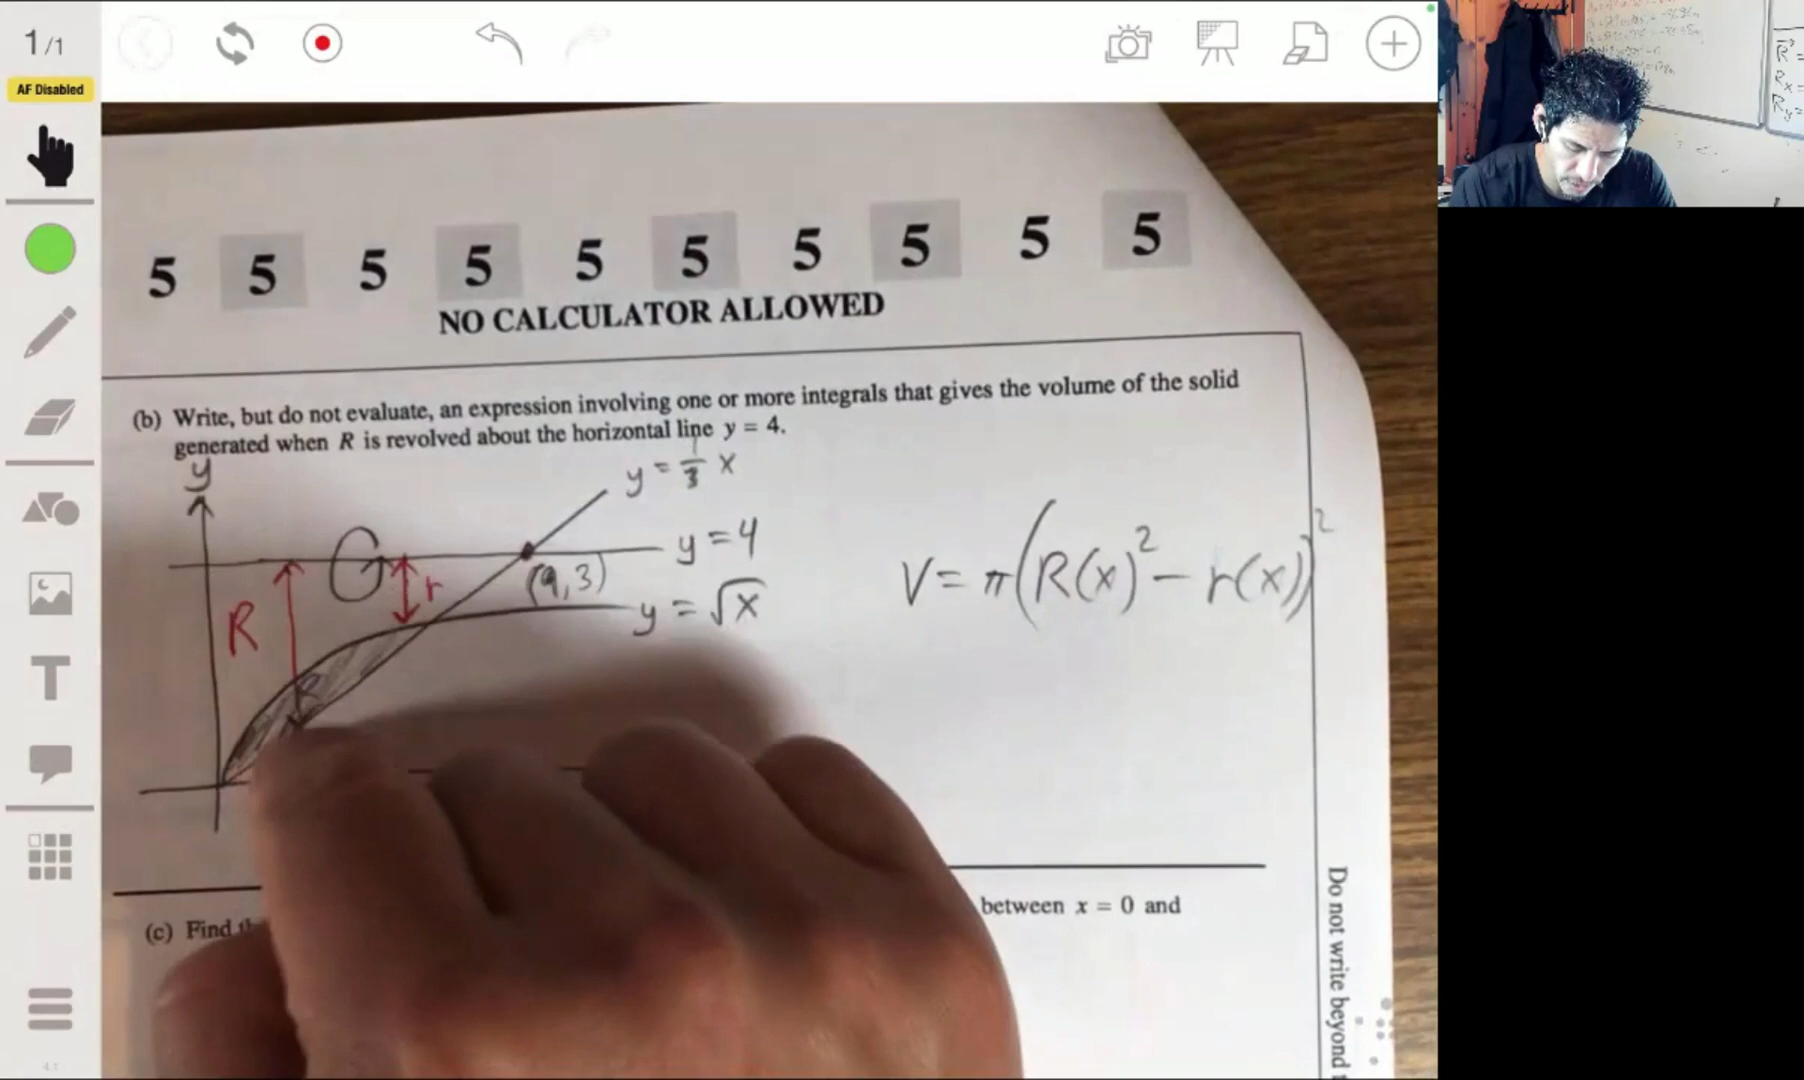 1/1
AF Disabled
5 5 5 5 5 5 5 5 5 5
NO CALCULATOR ALLOWED
(b) Write, but do not evaluate, an expression involving one or more integrals that gives the volume of the solid
generated when R is revolved about the horizontal line y = 4.
y
y = 1/3 x
y = 4
(9,3)
y = √x
R
r
R
V = π(R(x)² − r(x))²
(c) Find
between x = 0 and
Do not write beyond
T